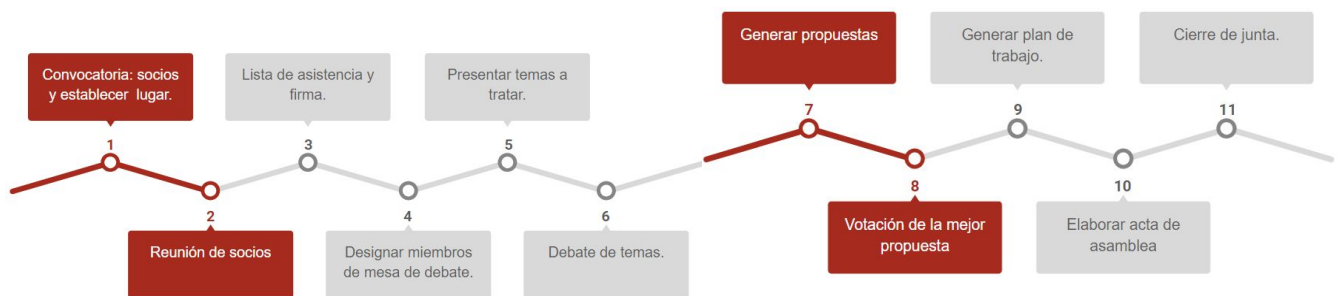 Convocatoria: socios
y establecer lugar.
1
2
Reunión de socios
Lista de asistencia y
firma.
3
4
Designar miembros
de mesa de debate.
Presentar temas a
tratar.
5
6
Debate de temas.
Generar propuestas
7
8
Votación de la mejor
propuesta
Generar plan de
trabajo.
9
10
Elaborar acta de
asamblea
Cierre de junta.
11